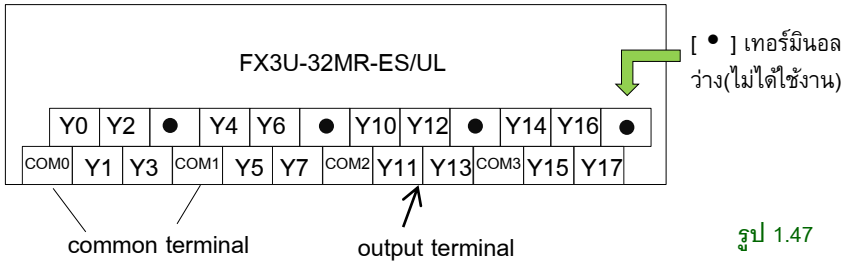 FX3U-32MR-ES/UL
[ ● ] เทอร์มินอล
ว่าง(ไม่ได้ใช้งาน)
Y0 Y2 ● Y4 Y6 ● Y10 Y12 ● Y14 Y16 ●
COM0 Y1 Y3 COM1 Y5 Y7 COM2 Y11 Y13 COM3 Y15 Y17
common terminal
output terminal
รูป 1.47